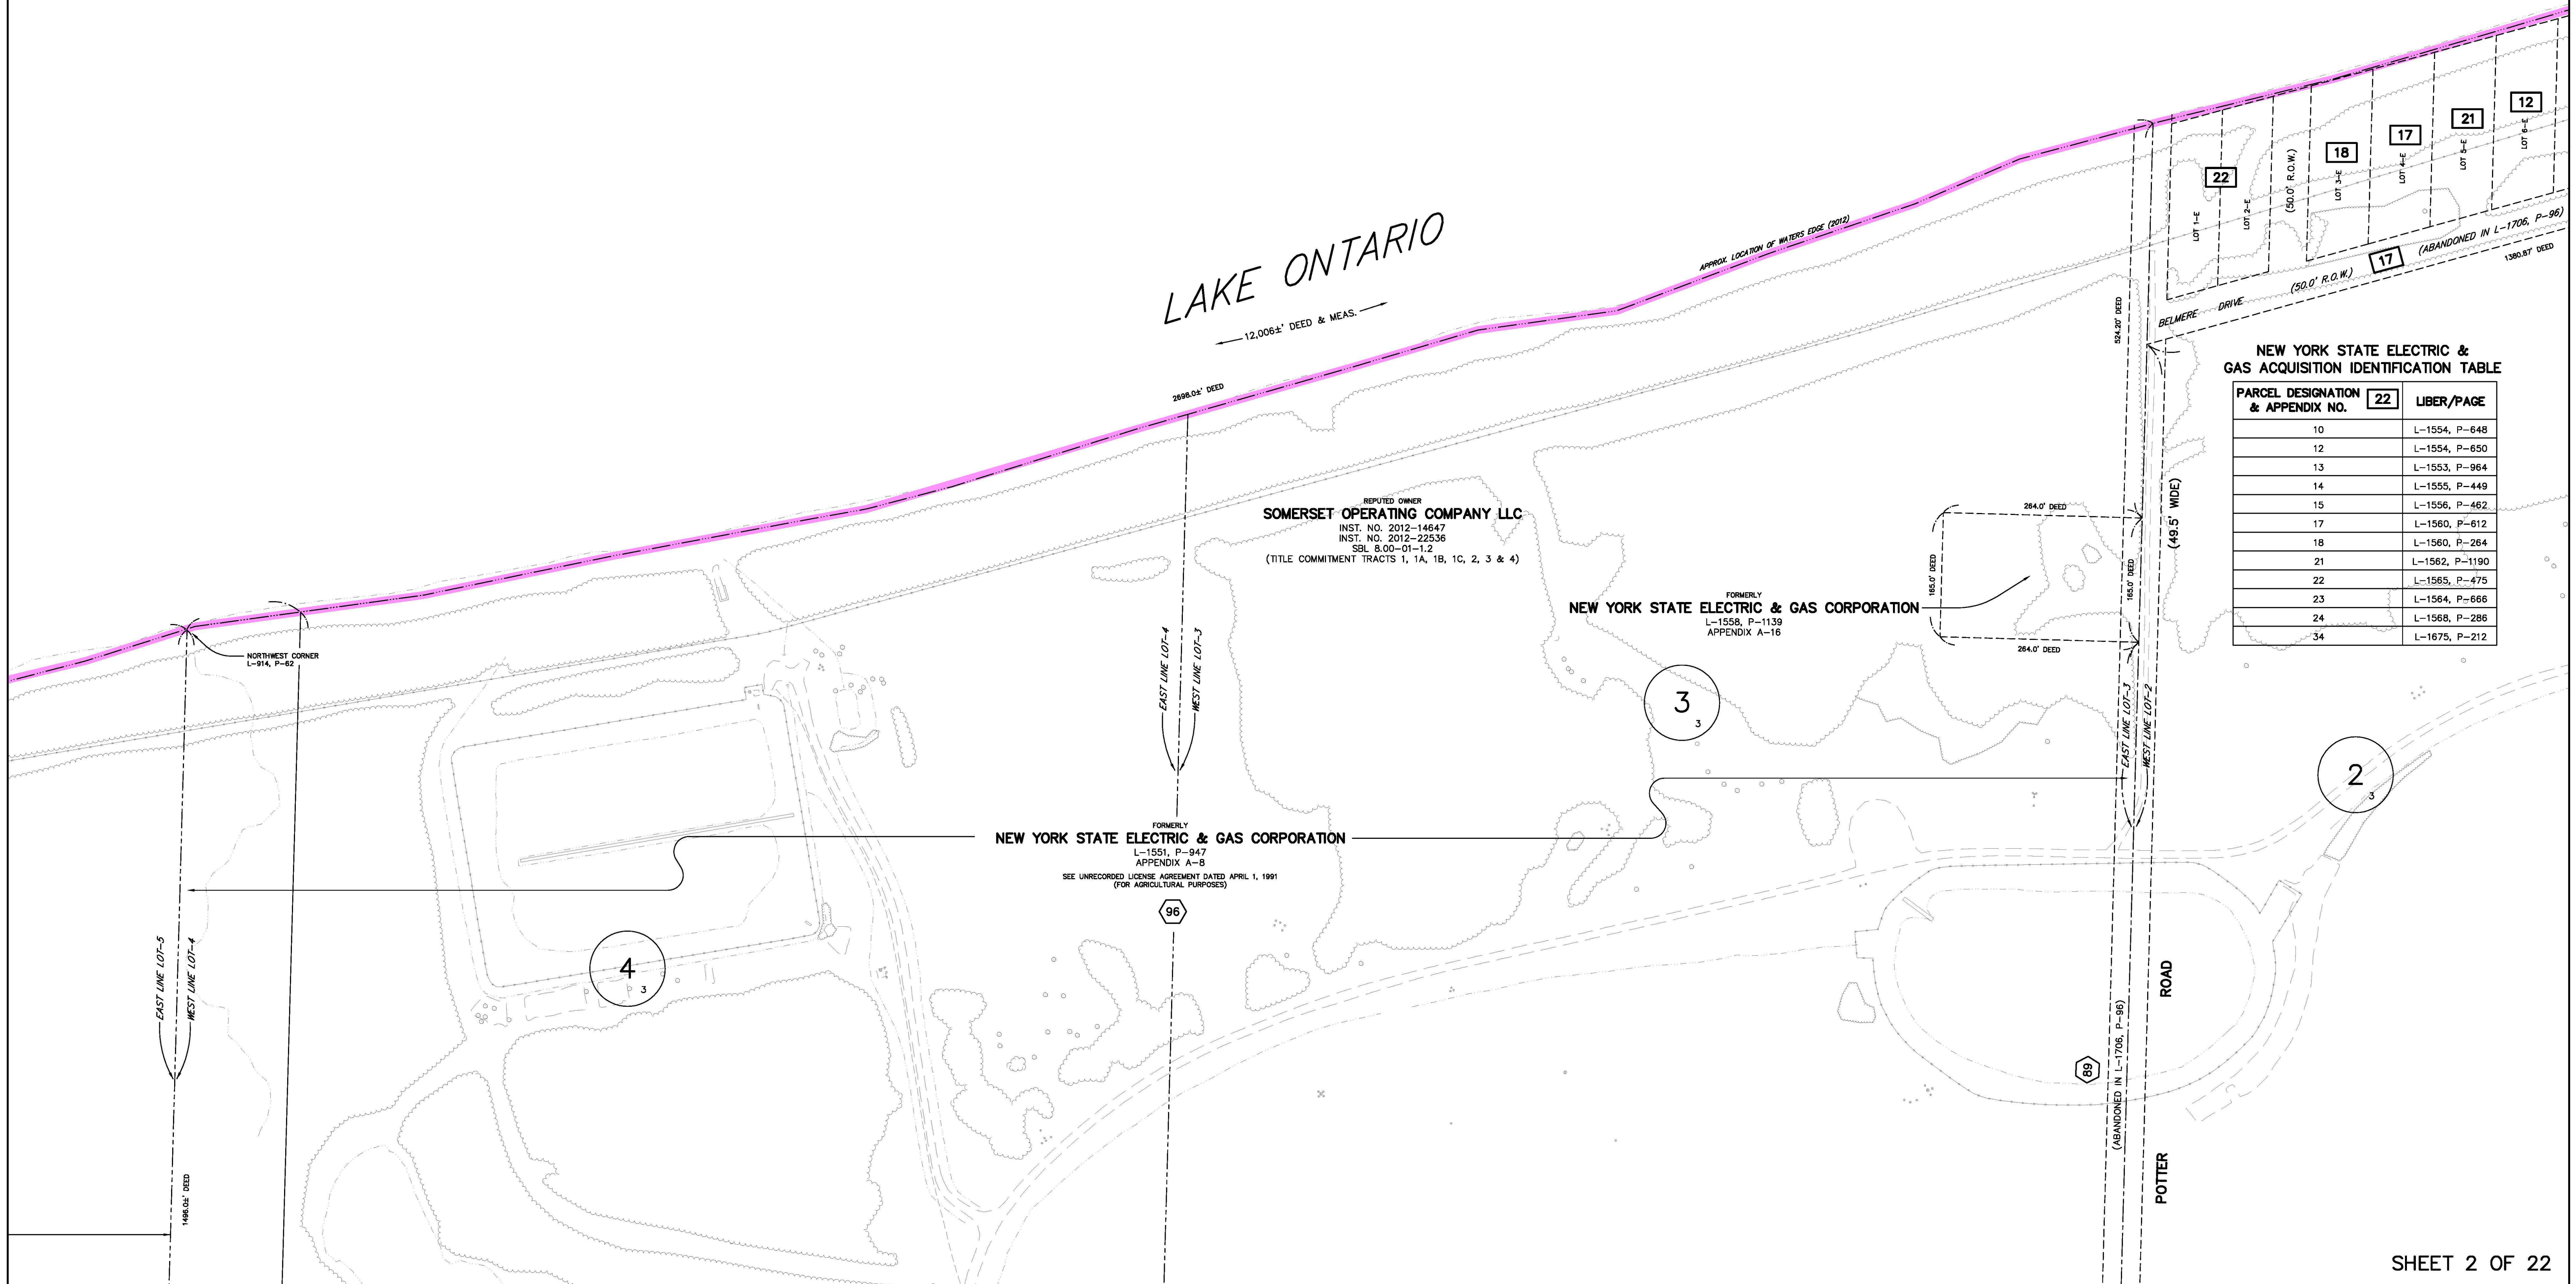 LAKE ONTARIO
12,006±' DEED & MEAS.
2698.0±' DEED
APPROX. LOCATION OF WATERS EDGE (2012)
22
18
17
21
12
LOT 1-E
LOT 2-E
(50.0' R.O.W.)
LOT 3-E
LOT 4-E
LOT 5-E
LOT 6-E
BELMERE DRIVE (50.0' R.O.W.) 17 (ABANDONED IN L-1706, P-96)
1380.87' DEED
524.20' DEED
NEW YORK STATE ELECTRIC &
GAS ACQUISITION IDENTIFICATION TABLE
PARCEL DESIGNATION 22 LIBER/PAGE
& APPENDIX NO.
10 L-1554, P-648
12 L-1554, P-650
13 L-1553, P-964
14 L-1555, P-449
15 L-1556, P-462
17 L-1560, P-612
18 L-1560, P-264
21 L-1562, P-1190
22 L-1565, P-475
23 L-1564, P-666
24 L-1568, P-286
34 L-1675, P-212
REPUTED OWNER
SOMERSET OPERATING COMPANY LLC
INST. NO. 2012-14647
INST. NO. 2012-22536
SBL 8.00-01-1.2
(TITLE COMMITMENT TRACTS 1, 1A, 1B, 1C, 2, 3 & 4)
264.0' DEED
165.0' DEED
165.0' DEED
264.0' DEED
(49.5' WIDE)
FORMERLY
NEW YORK STATE ELECTRIC & GAS CORPORATION
L-1558, P-1139
APPENDIX A-16
NORTHWEST CORNER
L-914, P-62
EAST LINE LOT-4
WEST LINE LOT-3
EAST LINE LOT-3
WEST LINE LOT-2
3
3
2
3
FORMERLY
NEW YORK STATE ELECTRIC & GAS CORPORATION
L-1551, P-947
APPENDIX A-8
SEE UNRECORDED LICENSE AGREEMENT DATED APRIL 1, 1991
(FOR AGRICULTURAL PURPOSES)
96
EAST LINE LOT-5
WEST LINE LOT-4
4
3
89
(ABANDONED IN L-1706, P-96)
POTTER ROAD
1496.0±' DEED
SHEET 2 OF 22